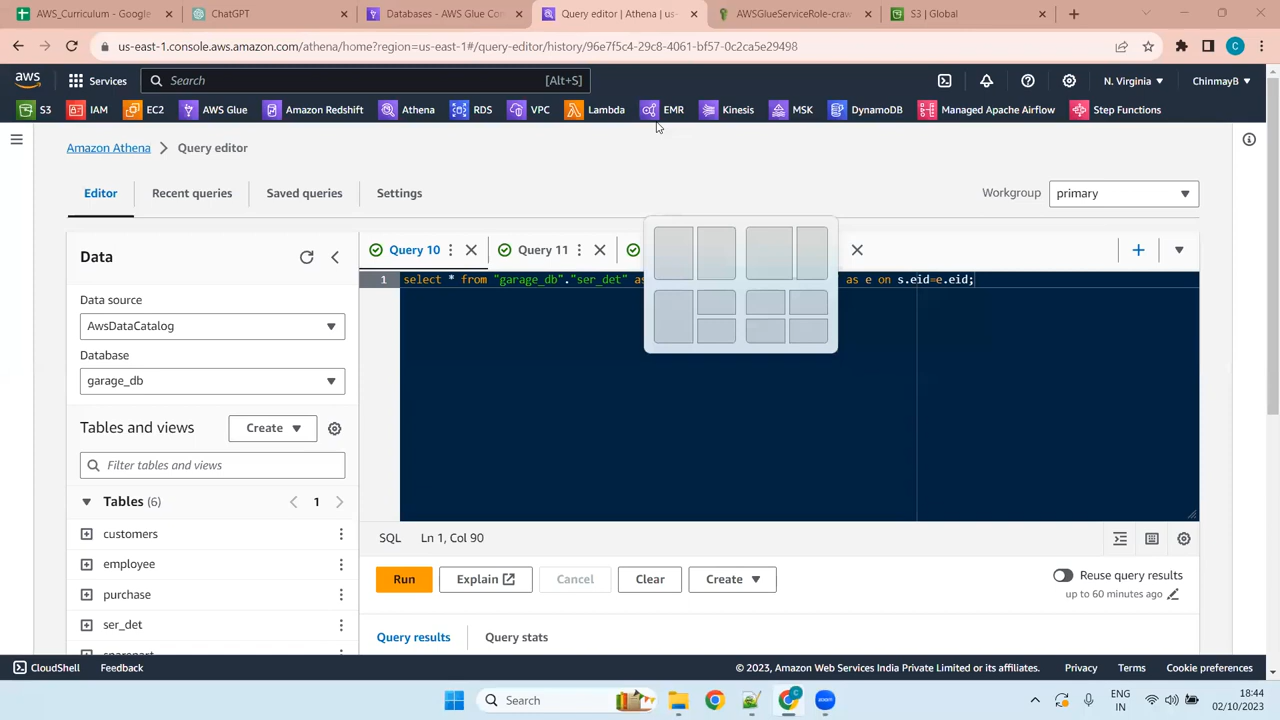 AWS_Curriculum - Google
ChatGPT
Databases - AWS Glue Con
Query editor | Athena | us-
AWSGlueServiceRole-craw
S3 | Global
us-east-1.console.aws.amazon.com/athena/home?region=us-east-1#/query-editor/history/96e7f5c4-29c8-4061-bf57-0c2ca5e29498
C
aws
Services
Search
[Alt+S]
N. Virginia
ChinmayB
S3
IAM
EC2
AWS Glue
Amazon Redshift
Athena
RDS
VPC
Lambda
EMR
Kinesis
MSK
DynamoDB
Managed Apache Airflow
Step Functions
Amazon Athena
Query editor
Editor
Recent queries
Saved queries
Settings
Workgroup
primary
Data
Data source
AwsDataCatalog
Database
garage_db
Tables and views
Create
Filter tables and views
Tables (6)
1
customers
employee
purchase
ser_det
Query 10
Query 11
1
select * from "garage_db"."ser_det" as e on s.eid=e.eid;
SQL
Ln 1, Col 90
Run
Explain
Cancel
Clear
Create
Reuse query results
up to 60 minutes ago
Query results
Query stats
CloudShell
Feedback
© 2023, Amazon Web Services India Private Limited or its affiliates.
Privacy
Terms
Cookie preferences
Search
ENG
IN
18:44
02/10/2023